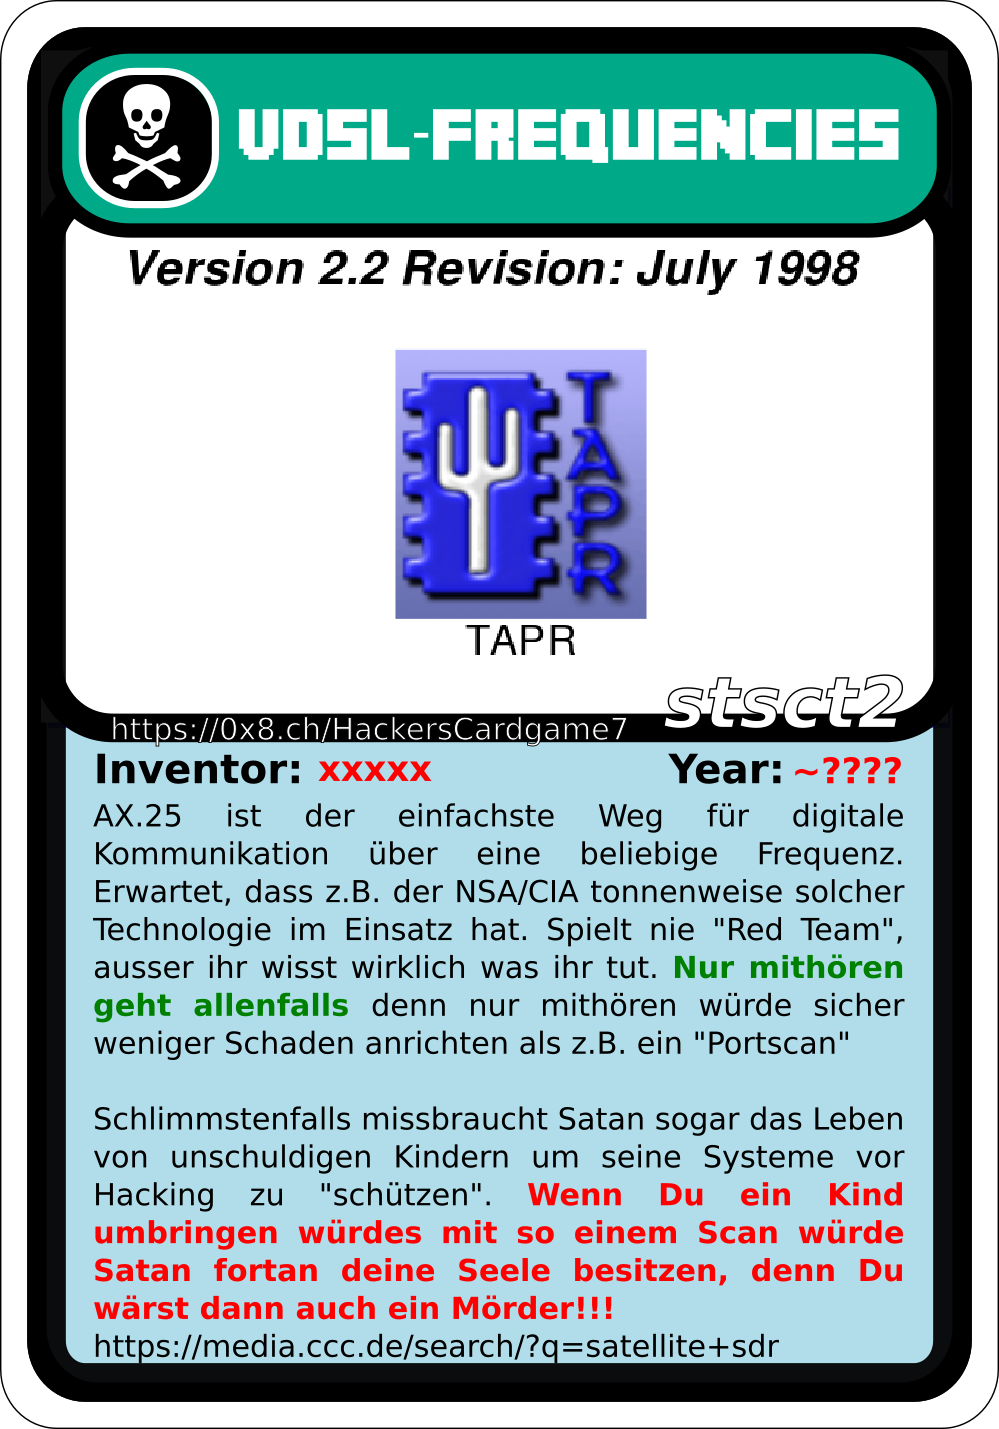 VDSL-FREQUENCIES
Version 2.2 Revision: July 1998
TAPR
TAPR
stsct2
https://0x8.ch/HackersCardgame7
Inventor: xxxxx Year: ~????
AX.25 ist der einfachste Weg für digitale
Kommunikation über eine beliebige Frequenz.
Erwartet, dass z.B. der NSA/CIA tonnenweise solcher
Technologie im Einsatz hat. Spielt nie "Red Team",
ausser ihr wisst wirklich was ihr tut. Nur mithören
geht allenfalls denn nur mithören würde sicher
weniger Schaden anrichten als z.B. ein "Portscan"
Schlimmstenfalls missbraucht Satan sogar das Leben
von unschuldigen Kindern um seine Systeme vor
Hacking zu "schützen". Wenn Du ein Kind
umbringen würdes mit so einem Scan würde
Satan fortan deine Seele besitzen, denn Du
wärst dann auch ein Mörder!!!
https://media.ccc.de/search/?q=satellite+sdr